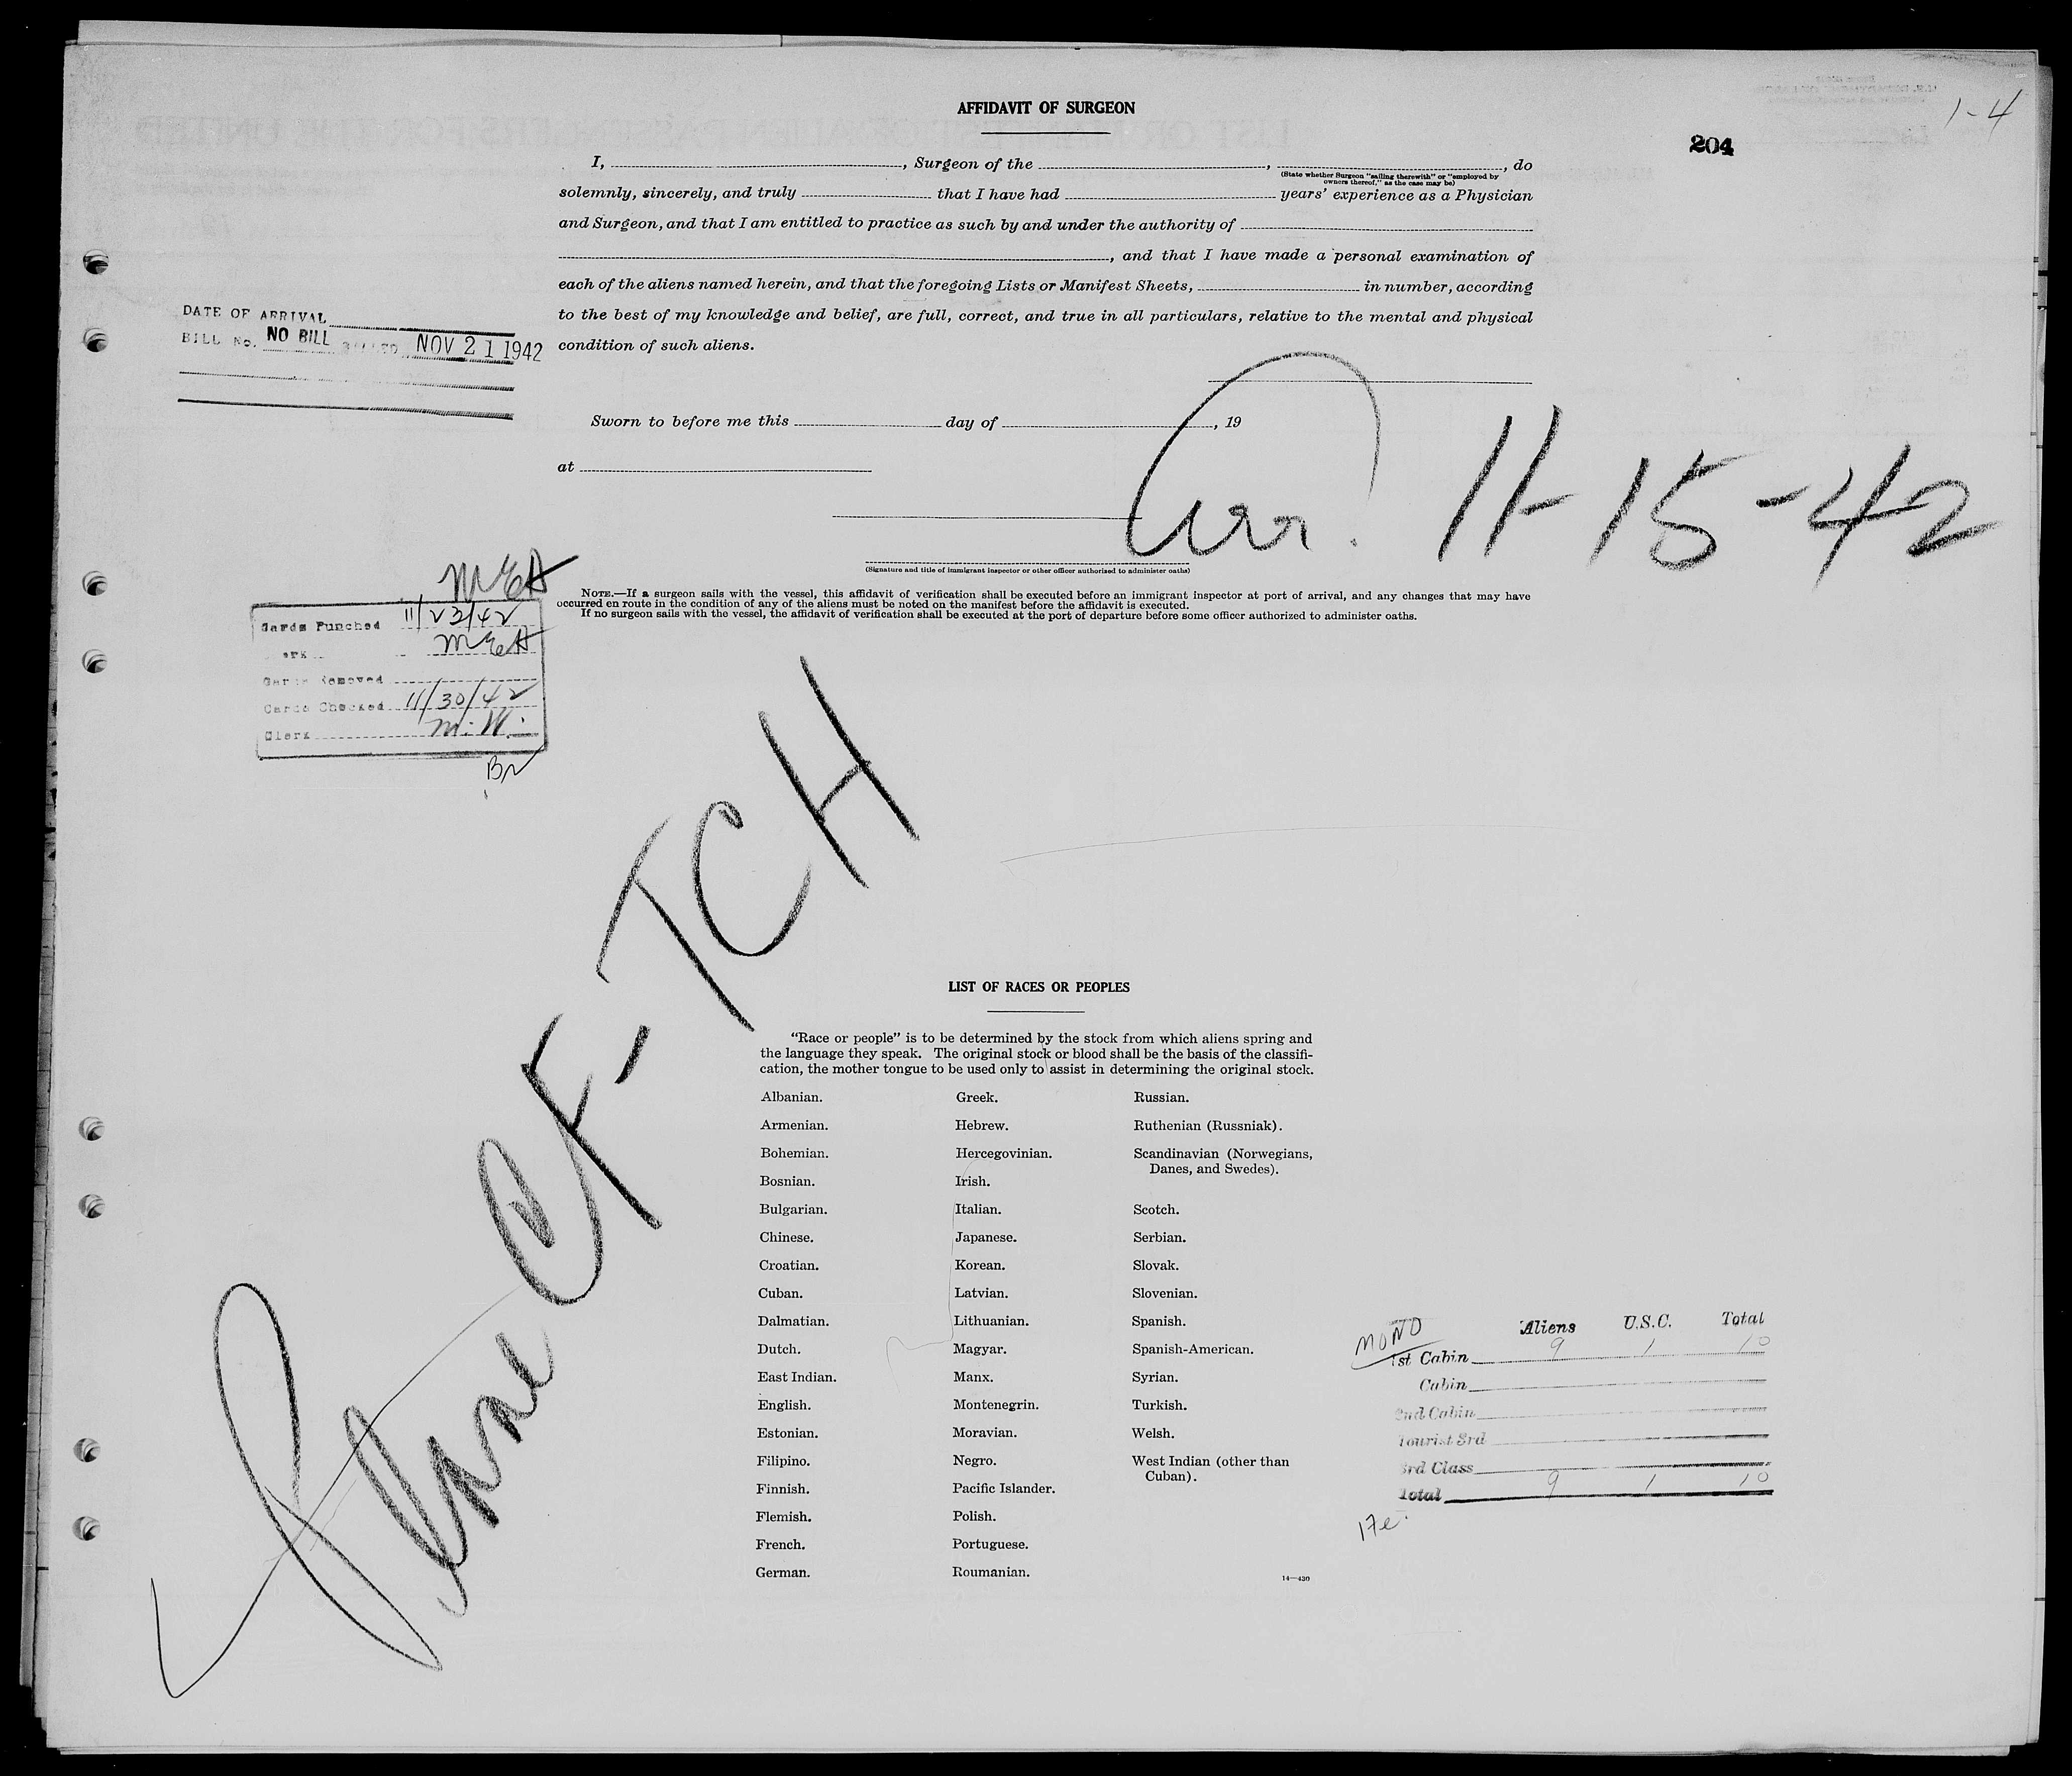 AFFIDAVIT OF SURGEON
1-4
204
I, , Surgeon of the , , do
(State whether Surgeon "sailing therewith" or "employed by
owners thereof," as the case may be)
solemnly, sincerely, and truly that I have had years' experience as a Physician
and Surgeon, and that I am entitled to practice as such by and under the authority of
, and that I have made a personal examination of
each of the aliens named herein, and that the foregoing Lists or Manifest Sheets, in number, according
to the best of my knowledge and belief, are full, correct, and true in all particulars, relative to the mental and physical
condition of such aliens.
DATE OF ARRIVAL
BILL No. NO BILL BILLED NOV 21 1942
Sworn to before me this day of , 19
at
Arr. 11-15-42
(Signature and title of immigrant inspector or other officer authorized to administer oaths)
NOTE.—If a surgeon sails with the vessel, this affidavit of verification shall be executed before an immigrant inspector at port of arrival, and any changes that may have
occurred en route in the condition of any of the aliens must be noted on the manifest before the affidavit is executed.
If no surgeon sails with the vessel, the affidavit of verification shall be executed at the port of departure before some officer authorized to administer oaths.
MEA
Cards Punched 11/23/42
Clerk MEA
Cards Removed
Cards Checked 11/30/42
Clerk M.W.
Plane CF-TCH
LIST OF RACES OR PEOPLES
"Race or people" is to be determined by the stock from which aliens spring and
the language they speak. The original stock or blood shall be the basis of the classifi-
cation, the mother tongue to be used only to assist in determining the original stock.
Albanian.
Armenian.
Bohemian.
Bosnian.
Bulgarian.
Chinese.
Croatian.
Cuban.
Dalmatian.
Dutch.
East Indian.
English.
Estonian.
Filipino.
Finnish.
Flemish.
French.
German.
Greek.
Hebrew.
Hercegovinian.
Irish.
Italian.
Japanese.
Korean.
Latvian.
Lithuanian.
Magyar.
Manx.
Montenegrin.
Moravian.
Negro.
Pacific Islander.
Polish.
Portuguese.
Roumanian.
Russian.
Ruthenian (Russniak).
Scandinavian (Norwegians,
Danes, and Swedes).
Scotch.
Serbian.
Slovak.
Slovenian.
Spanish.
Spanish-American.
Syrian.
Turkish.
Welsh.
West Indian (other than
Cuban).
14—430
Aliens U.S.C. Total
MONO
1st Cabin 9 1 10
Cabin
2nd Cabin
Tourist 3rd
3rd Class
Total 9 1 10